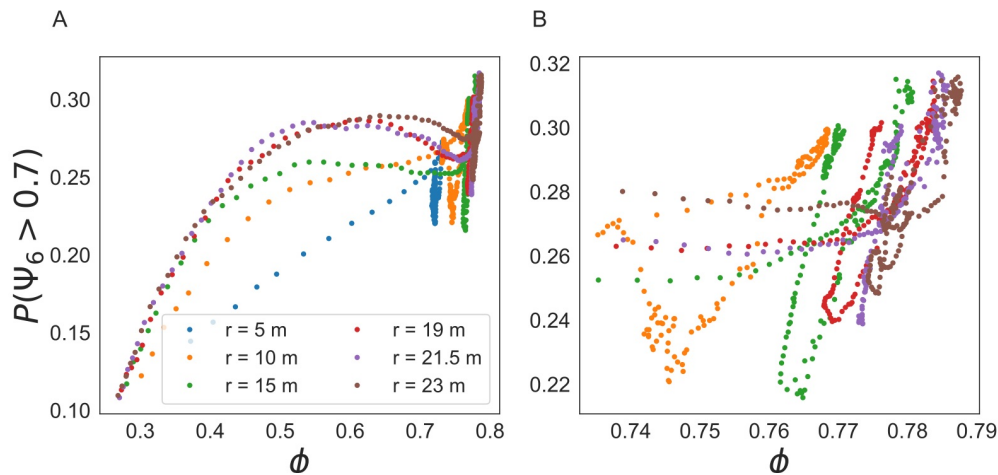 A
B
P(Ψ₆ > 0.7)
0.30
0.25
0.20
0.15
0.10
0.3 0.4 0.5 0.6 0.7 0.8
ϕ
r = 5 m
r = 10 m
r = 15 m
r = 19 m
r = 21.5 m
r = 23 m
0.32
0.30
0.28
0.26
0.24
0.22
0.74 0.75 0.76 0.77 0.78 0.79
ϕ